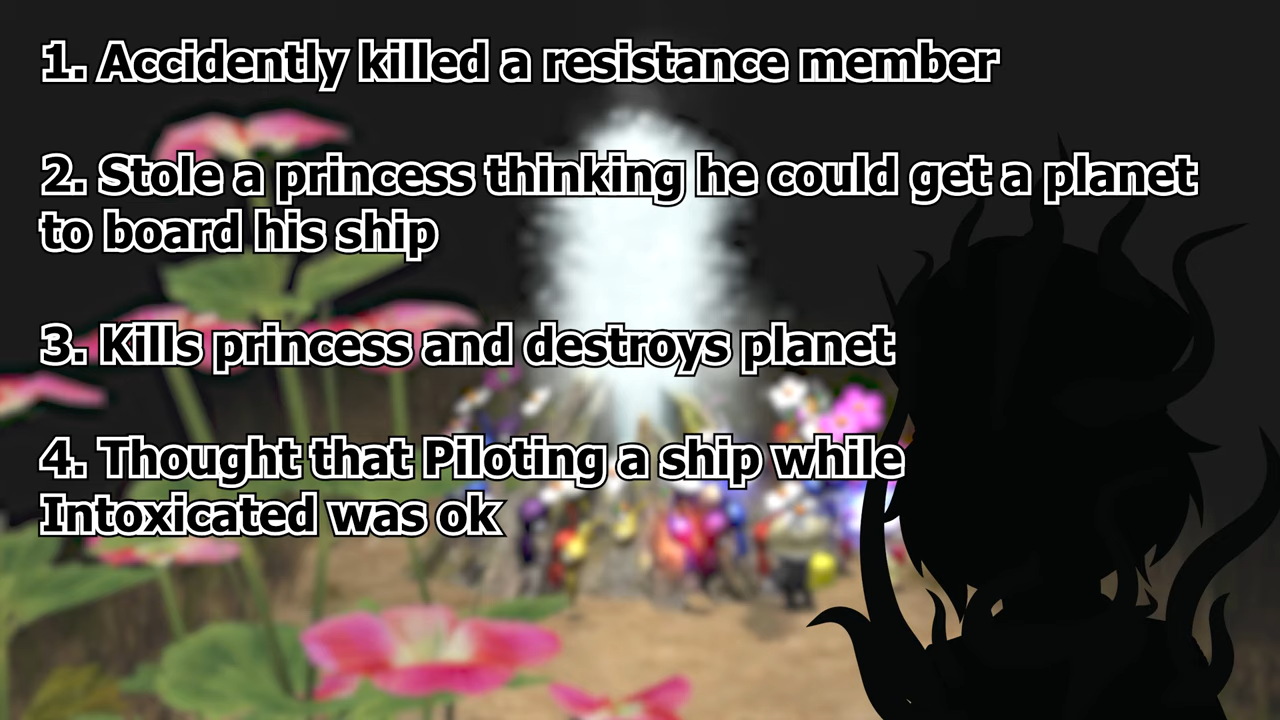 1. Accidently killed a resistance member
2. Stole a princess thinking he could get a planet
to board his ship
3. Kills princess and destroys planet
4. Thought that Piloting a ship while
Intoxicated was ok